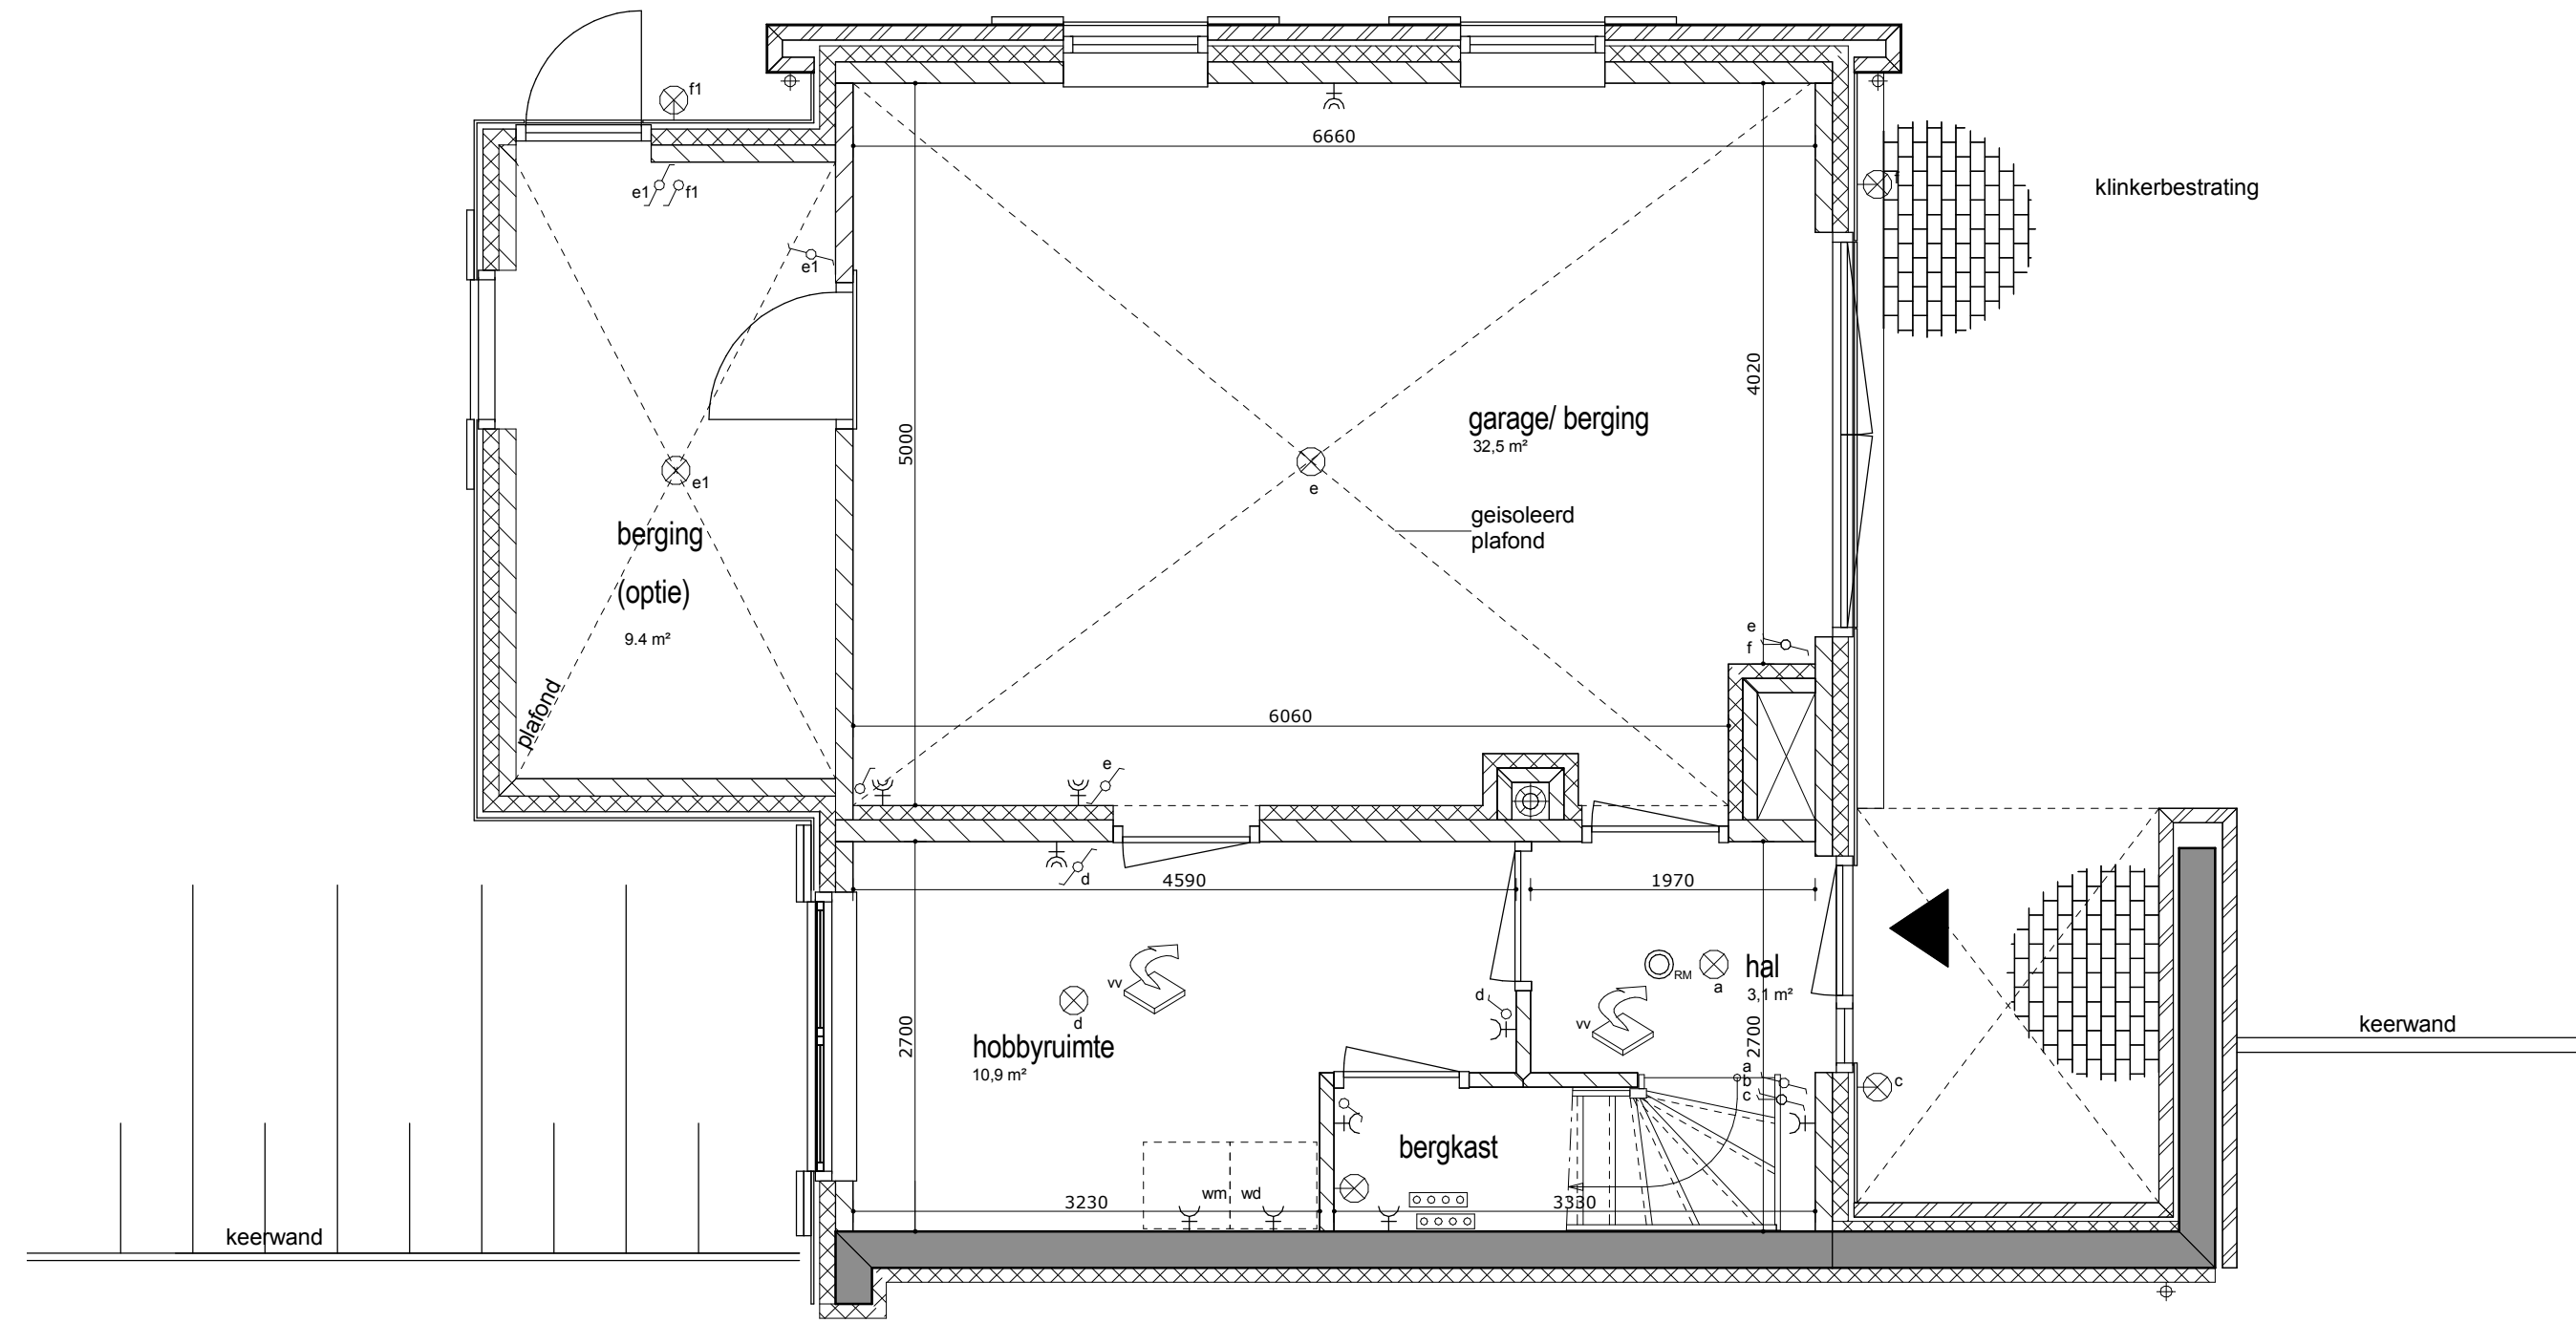 f1
6660
f
klinkerbestrating
e1
f1
e1
4020
garage/ berging
32,5 m²
5000
e
e1
geisoleerd
plafond
berging
(optie)
9.4 m²
e
f
plafond
6060
e
d
4590
1970
vv
RM
a
hal
3,1 m²
d
d
vv
hobbyruimte
10,9 m²
2700
2700
keerwand
a
b
c
c
bergkast
wm
wd
3230
3330
keerwand